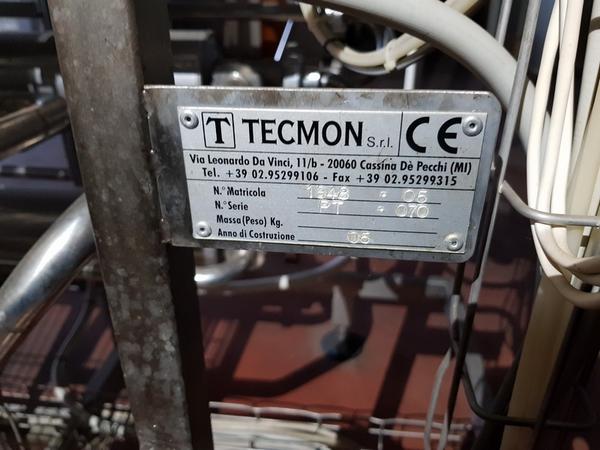 T TECMON S.r.l. CE
Via Leonardo Da Vinci, 11/b - 20060 Cassina Dè Pecchi (MI)
Tel. +39 02.95299106 - Fax +39 02.95299315
N.° Matricola 1548 - 05
N.° Serie PT - 070
Massa (Peso) Kg.
Anno di Costruzione 05